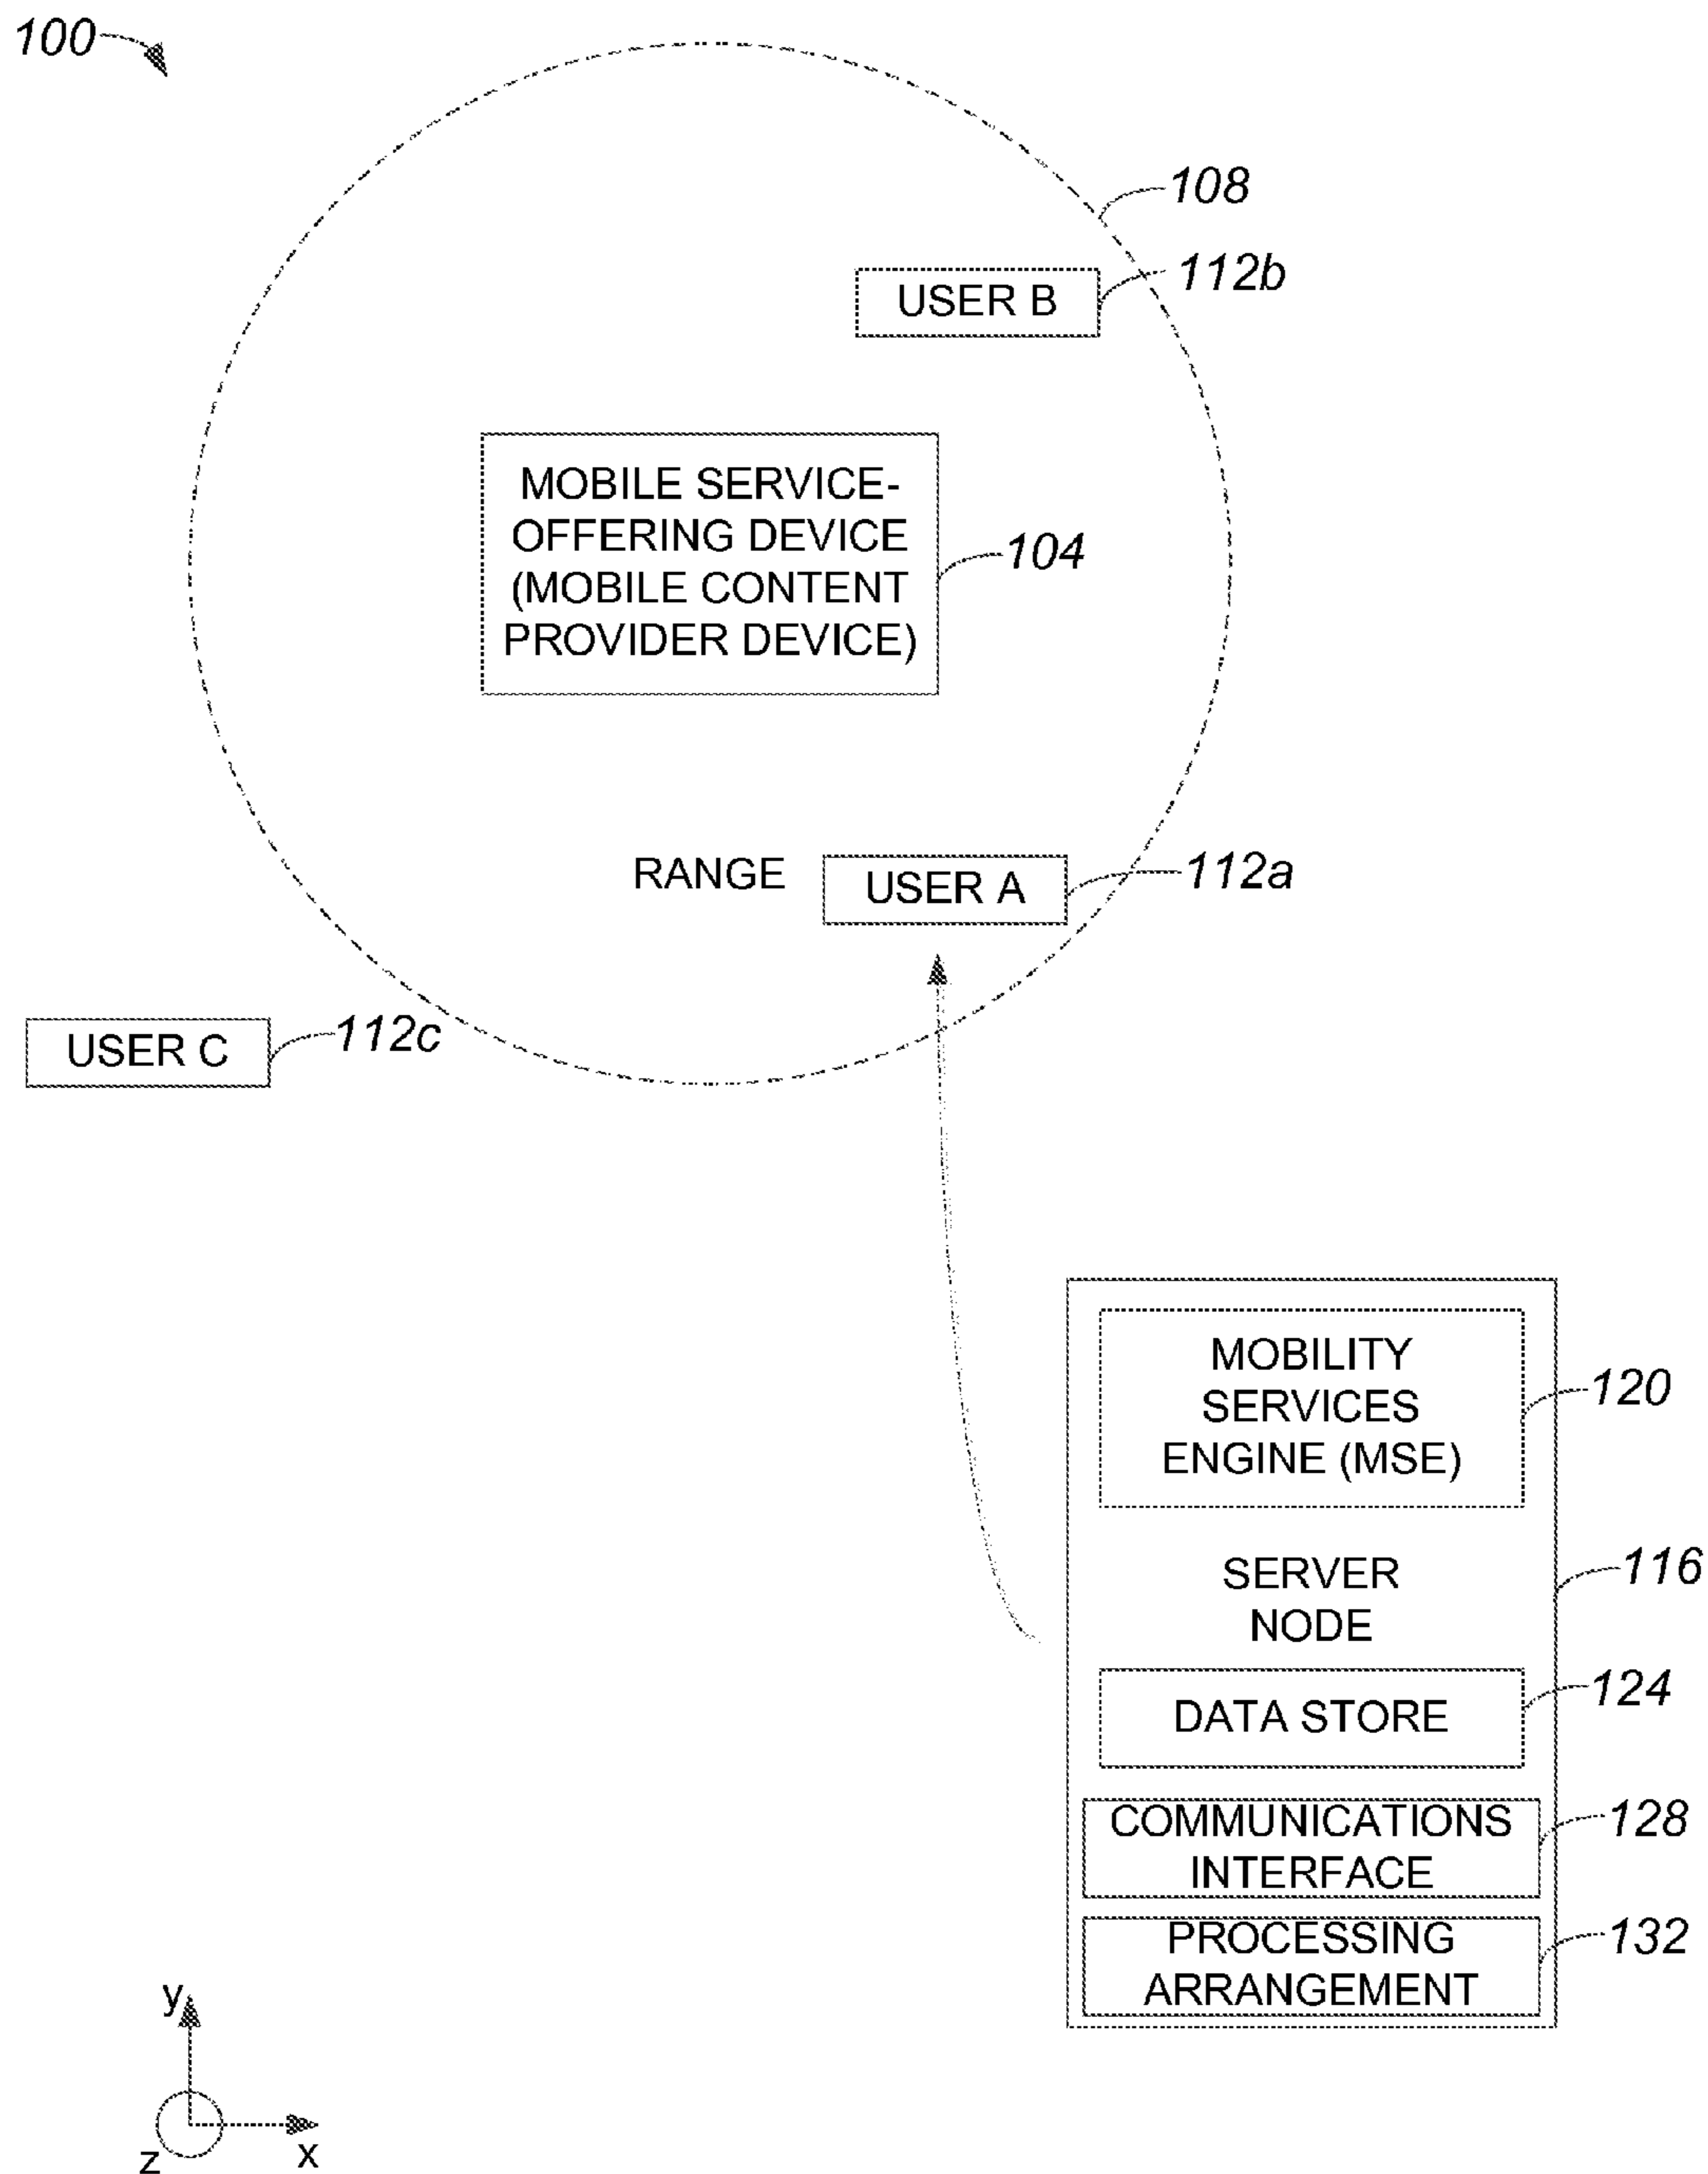 100
108
112b
USER B
MOBILE SERVICE-
OFFERING DEVICE
(MOBILE CONTENT
PROVIDER DEVICE)
104
RANGE
USER A
112a
USER C
112c
MOBILITY
SERVICES
ENGINE (MSE)
120
SERVER
NODE
116
DATA STORE
124
COMMUNICATIONS
INTERFACE
128
PROCESSING
ARRANGEMENT
132
y
z
x